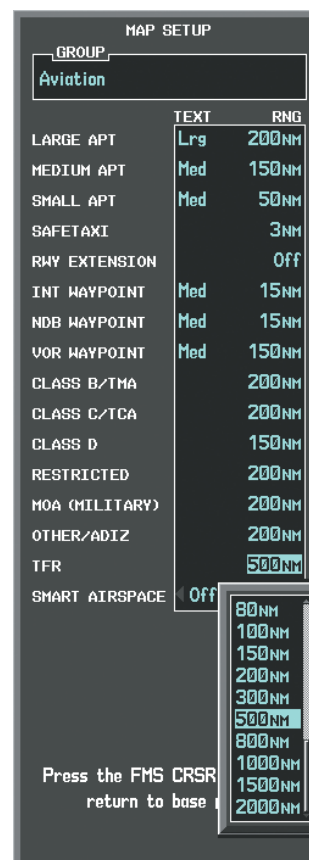 MAP SETUP
GROUP
Aviation
TEXT RNG
LARGE APT Lrg 200NM
MEDIUM APT Med 150NM
SMALL APT Med 50NM
SAFETAXI 3NM
RWY EXTENSION Off
INT WAYPOINT Med 15NM
NDB WAYPOINT Med 15NM
VOR WAYPOINT Med 150NM
CLASS B/TMA 200NM
CLASS C/TCA 200NM
CLASS D 150NM
RESTRICTED 200NM
MOA (MILITARY) 200NM
OTHER/ADIZ 200NM
TFR 500NM
SMART AIRSPACE Off
80NM
100NM
150NM
200NM
300NM
500NM
800NM
1000NM
1500NM
2000NM
Press the FMS CRSR
return to base